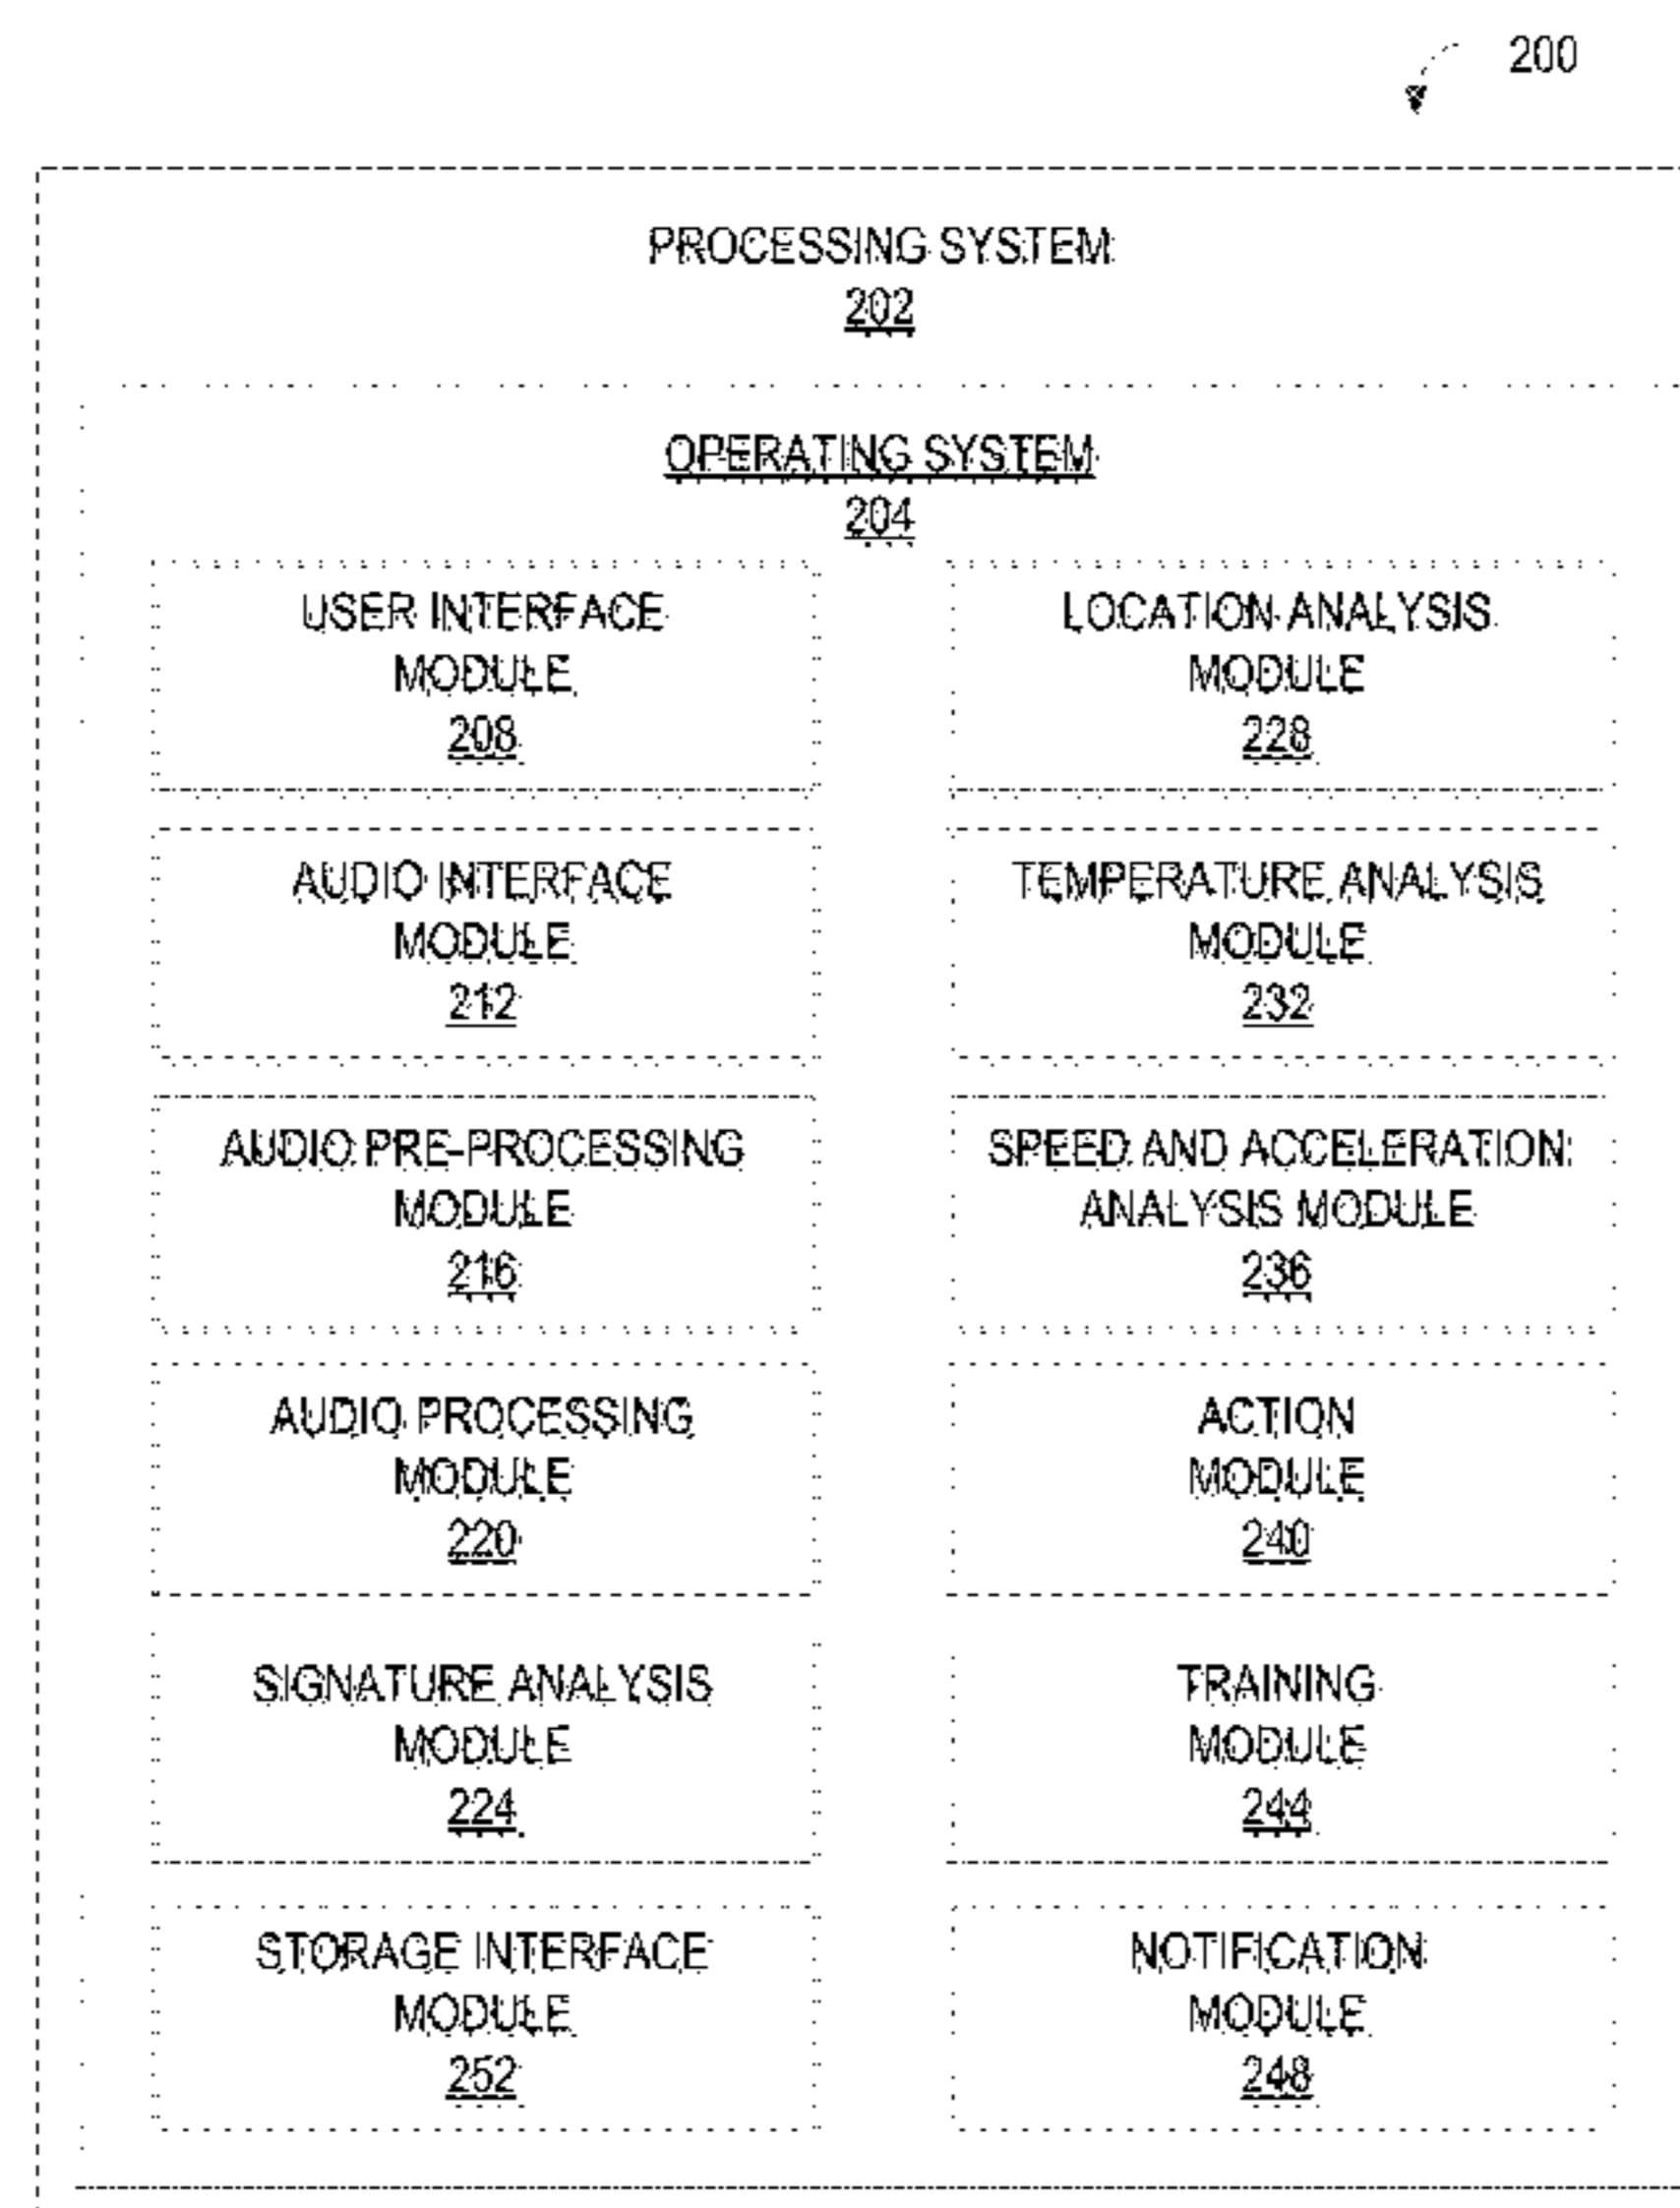 200
PROCESSING SYSTEM
202
OPERATING SYSTEM
204
USER INTERFACE
MODULE
208
LOCATION ANALYSIS
MODULE
228
AUDIO INTERFACE
MODULE
212
TEMPERATURE ANALYSIS
MODULE
232
AUDIO PRE-PROCESSING
MODULE
216
SPEED AND ACCELERATION
ANALYSIS MODULE
236
AUDIO PROCESSING
MODULE
220
ACTION
MODULE
240
SIGNATURE ANALYSIS
MODULE
224
TRAINING
MODULE
244
STORAGE INTERFACE
MODULE
252
NOTIFICATION
MODULE
248